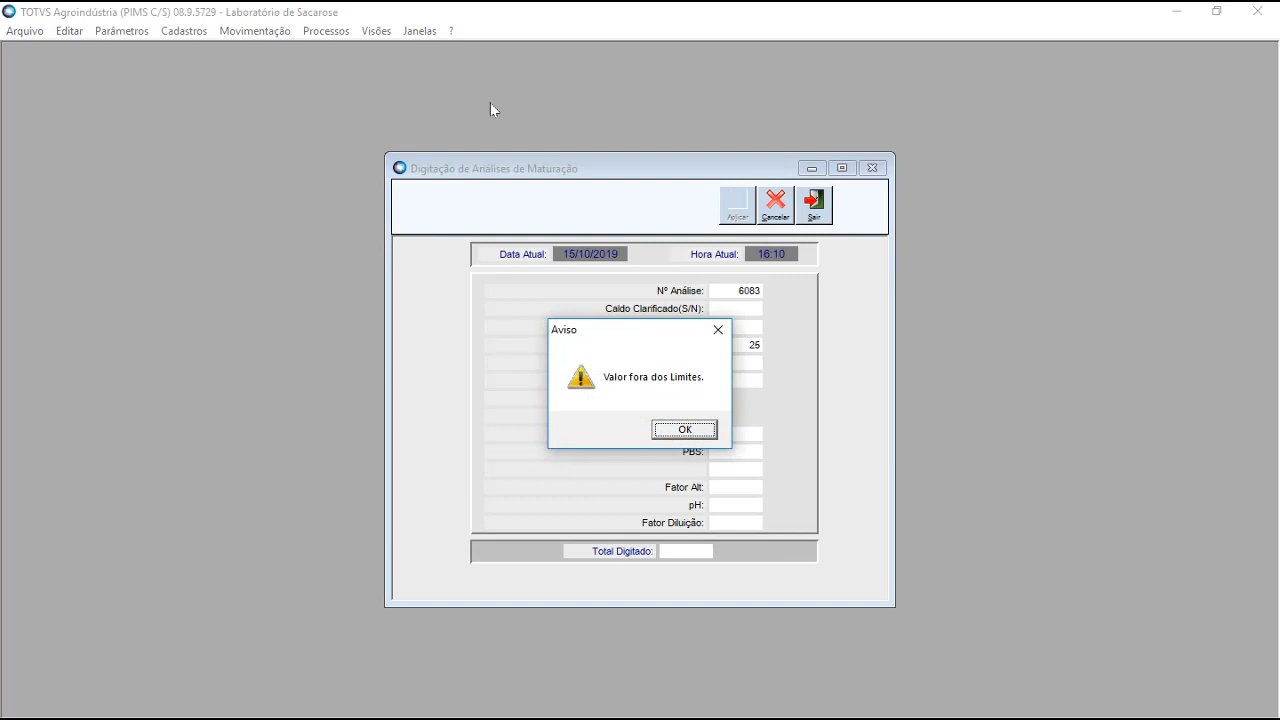 TOTVS Agroindústria (PIMS C/S) 08.9.5729 - Laboratório de Sacarose
Arquivo Editar Parâmetros Cadastros Movimentação Processos Visões Janelas ?
Digitação de Análises de Maturação
Aplicar Cancelar Sair
Data Atual: 15/10/2019 Hora Atual: 16:10
Nº Análise: 6083
Caldo Clarificado(S/N):
Aviso
25
Valor fora dos Limites.
OK
PBS:
Fator Alt:
pH:
Fator Diluição:
Total Digitado: